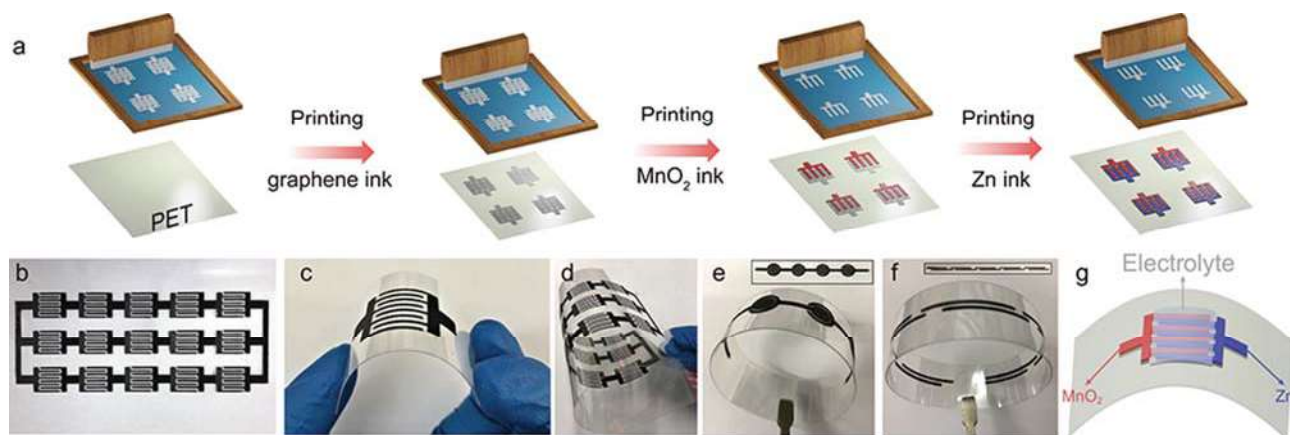 a
Printing
graphene ink
Printing
MnO₂ ink
Printing
Zn ink
PET
b
c
d
e
f
g
Electrolyte
MnO₂
Zn